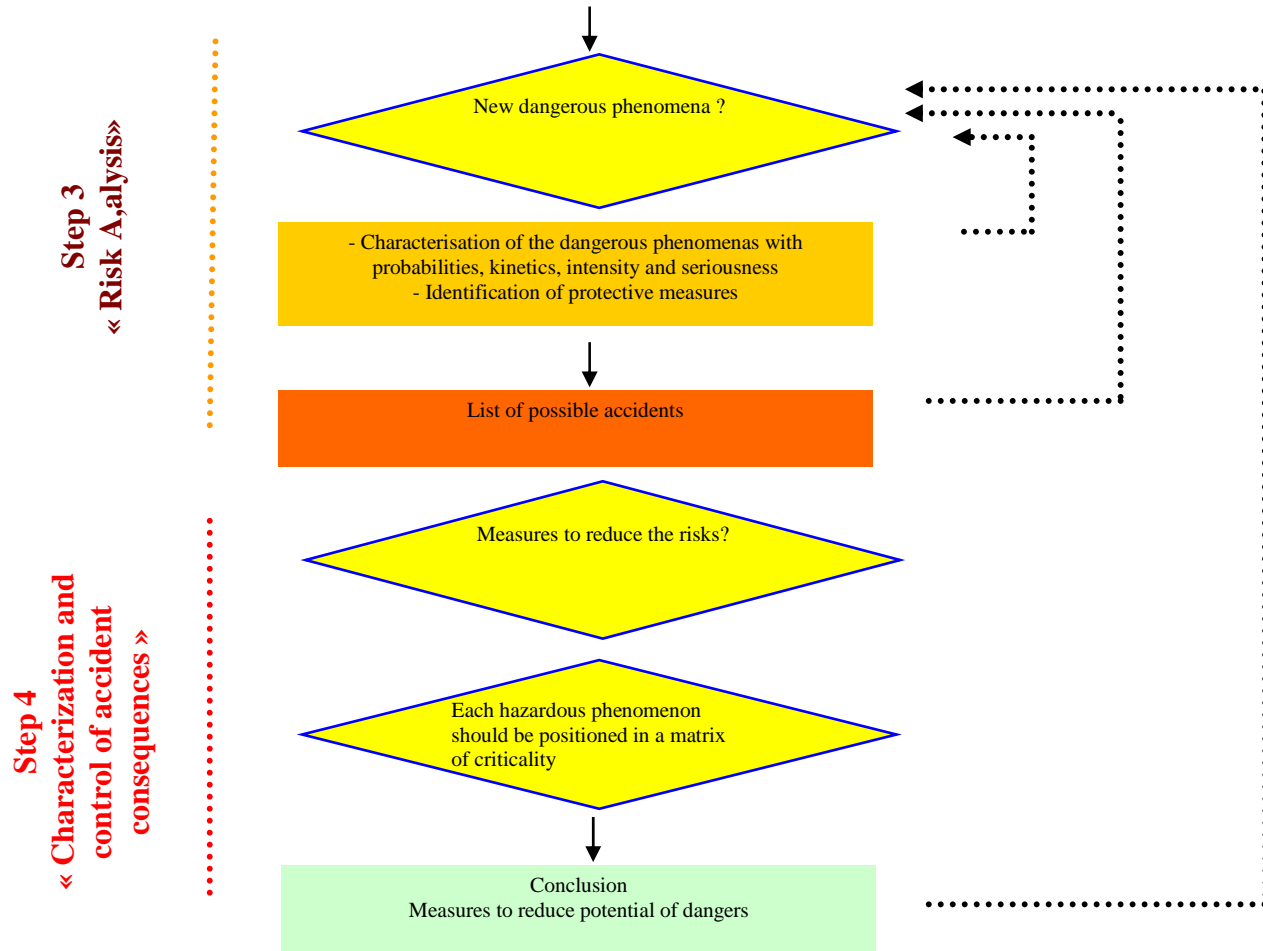 New dangerous phenomena ?
Step 3
« Risk A,alysis»
- Characterisation of the dangerous phenomenas with
probabilities, kinetics, intensity and seriousness
- Identification of protective measures
List of possible accidents
Measures to reduce the risks?
Step 4
« Characterization and
control of accident
consequences »
Each hazardous phenomenon
should be positioned in a matrix
of criticality
Conclusion
Measures to reduce potential of dangers